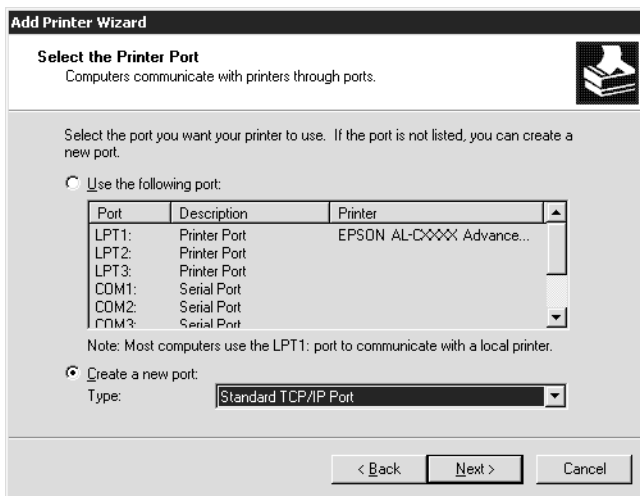 Add Printer Wizard
Select the Printer Port
Computers communicate with printers through ports.
Select the port you want your printer to use. If the port is not listed, you can create a
new port.
Use the following port:
Port Description Printer
LPT1: Printer Port EPSON AL-CXXXX Advance...
LPT2: Printer Port
LPT3: Printer Port
COM1: Serial Port
COM2: Serial Port
COM3: Serial Port
Note: Most computers use the LPT1: port to communicate with a local printer.
Create a new port:
Type: Standard TCP/IP Port
< Back Next > Cancel